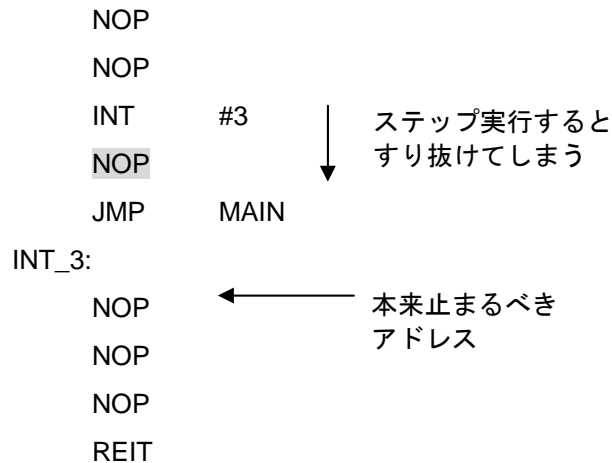 NOP
NOP
INT #3
ステップ実行すると
すり抜けてしまう
NOP
JMP MAIN
INT_3:
NOP
本来止まるべき
アドレス
NOP
NOP
REIT